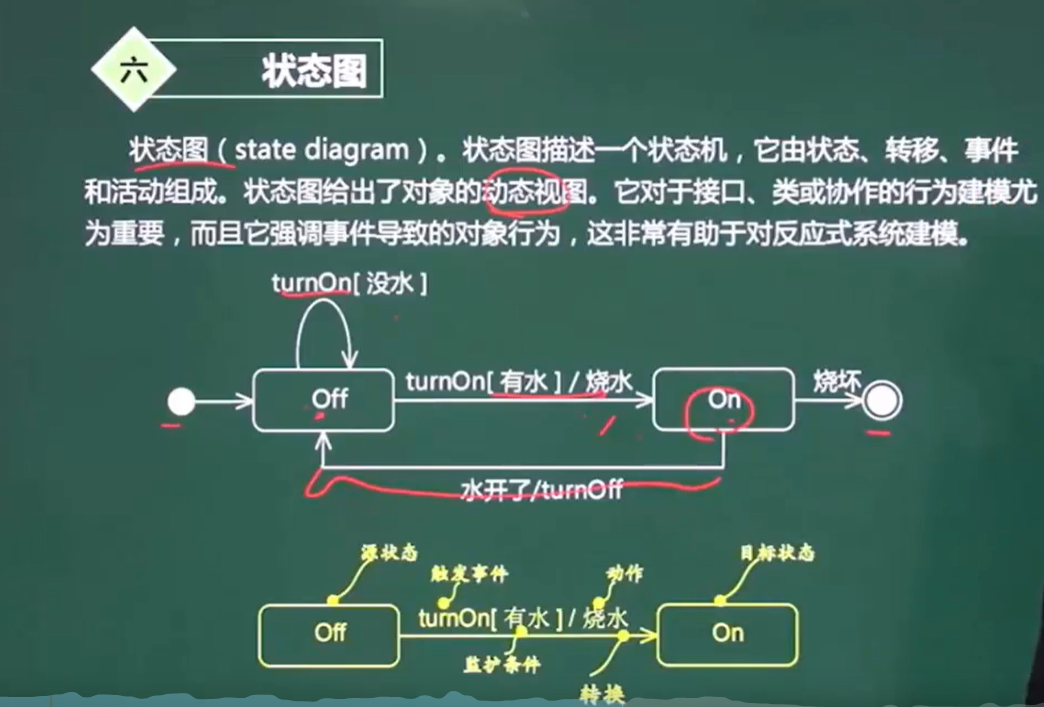 六 状态图
状态图（state diagram）。状态图描述一个状态机，它由状态、转移、事件
和活动组成。状态图给出了对象的动态视图。它对于接口、类或协作的行为建模尤
为重要，而且它强调事件导致的对象行为，这非常有助于对反应式系统建模。
turnOn[ 没水 ]
Off
turnOn[ 有水 ] / 烧水
On
烧坏
水开了/turnOff
源状态
触发事件
动作
目标状态
Off
turnOn[ 有水 ] / 烧水
On
监护条件
转换